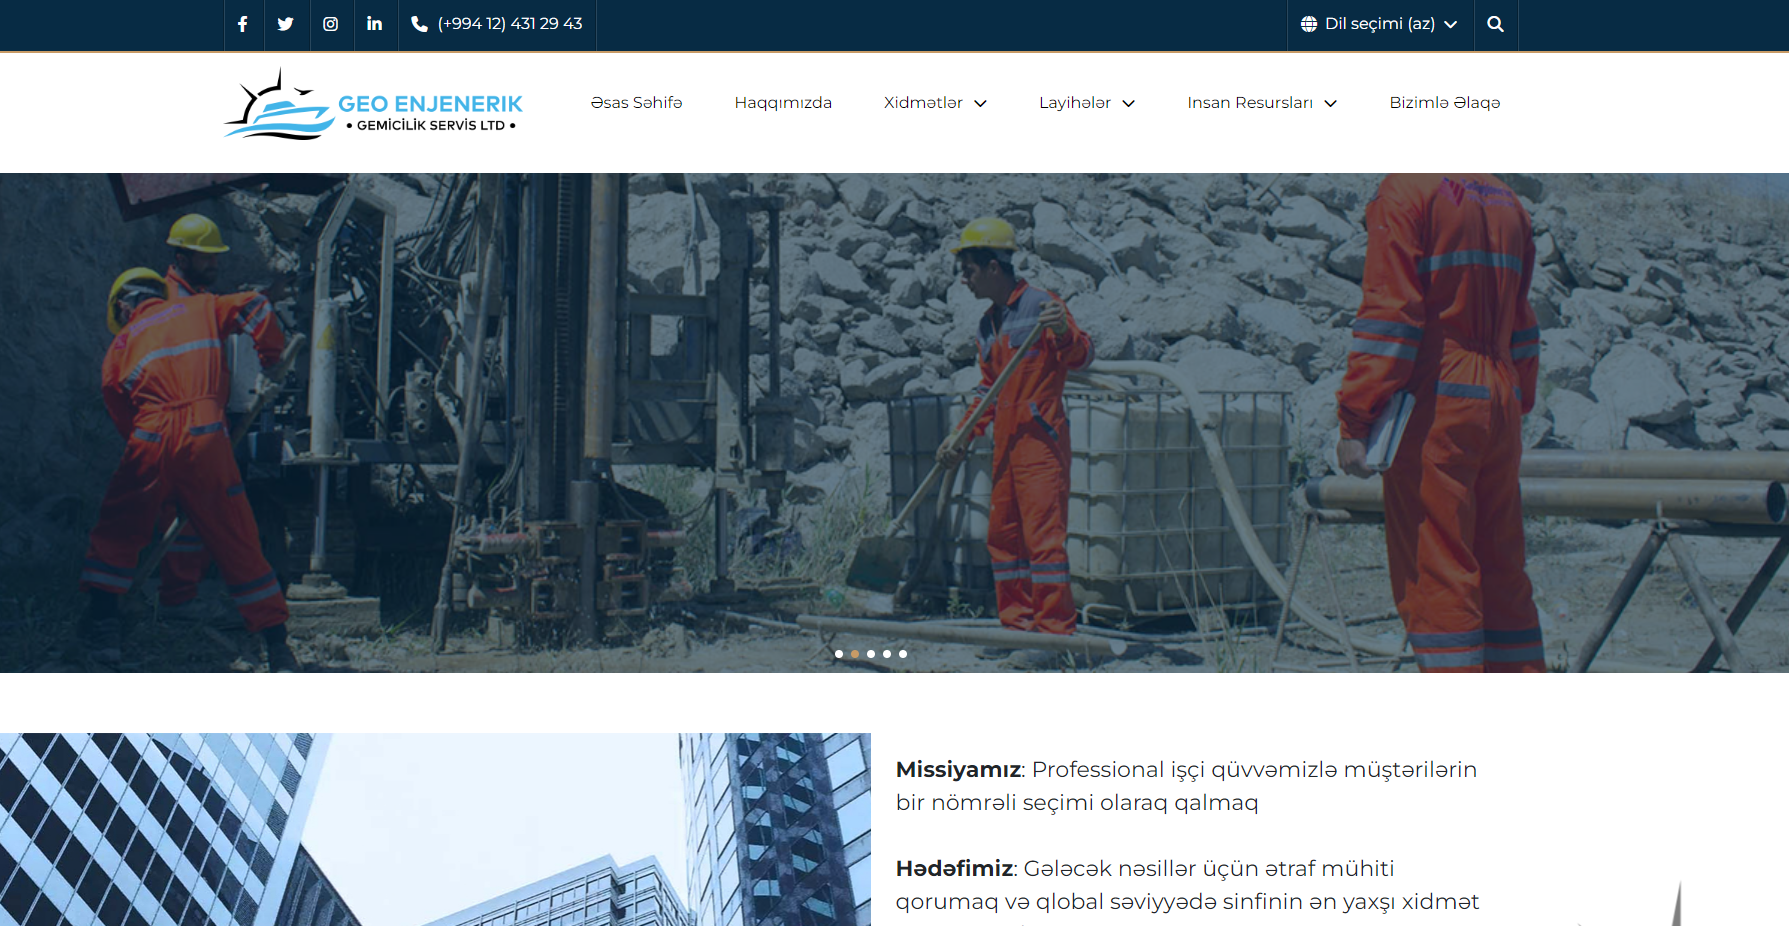 (+994 12) 431 29 43
Dil seçimi (az)
GEO ENJENERIK
• GEMİCİLİK SERVİS LTD •
Əsas Səhifə
Haqqımızda
Xidmətlər
Layihələr
Insan Resursları
Bizimlə Əlaqə
Missiyamız: Professional işçi qüvvəmizlə müştərilərin
bir nömrəli seçimi olaraq qalmaq
Hədəfimiz: Gələcək nəsillər üçün ətraf mühiti
qorumaq və qlobal səviyyədə sinfinin ən yaxşı xidmət